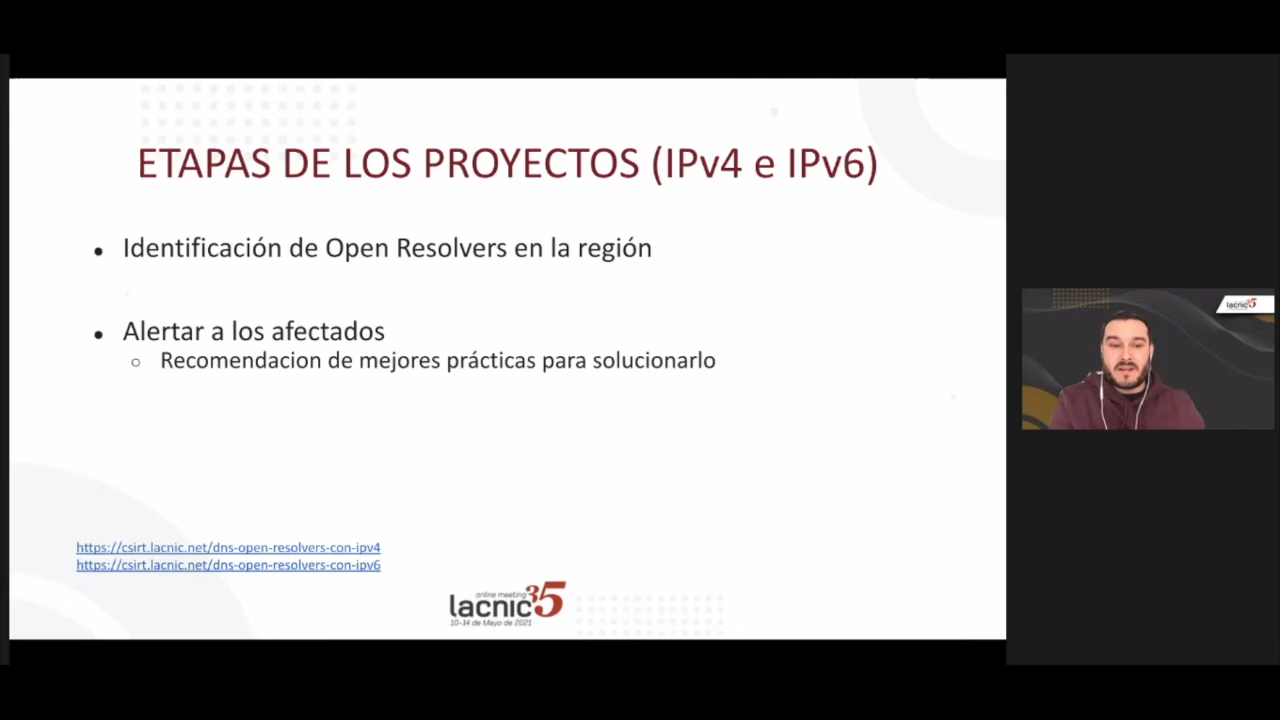 ETAPAS DE LOS PROYECTOS (IPv4 e IPv6)
● Identificación de Open Resolvers en la región
● Alertar a los afectados
○ Recomendacion de mejores prácticas para solucionarlo
https://csirt.lacnic.net/dns-open-resolvers-con-ipv4
https://csirt.lacnic.net/dns-open-resolvers-con-ipv6
online meeting
lacnic35
10-14 de Mayo de 2021
lacnic35